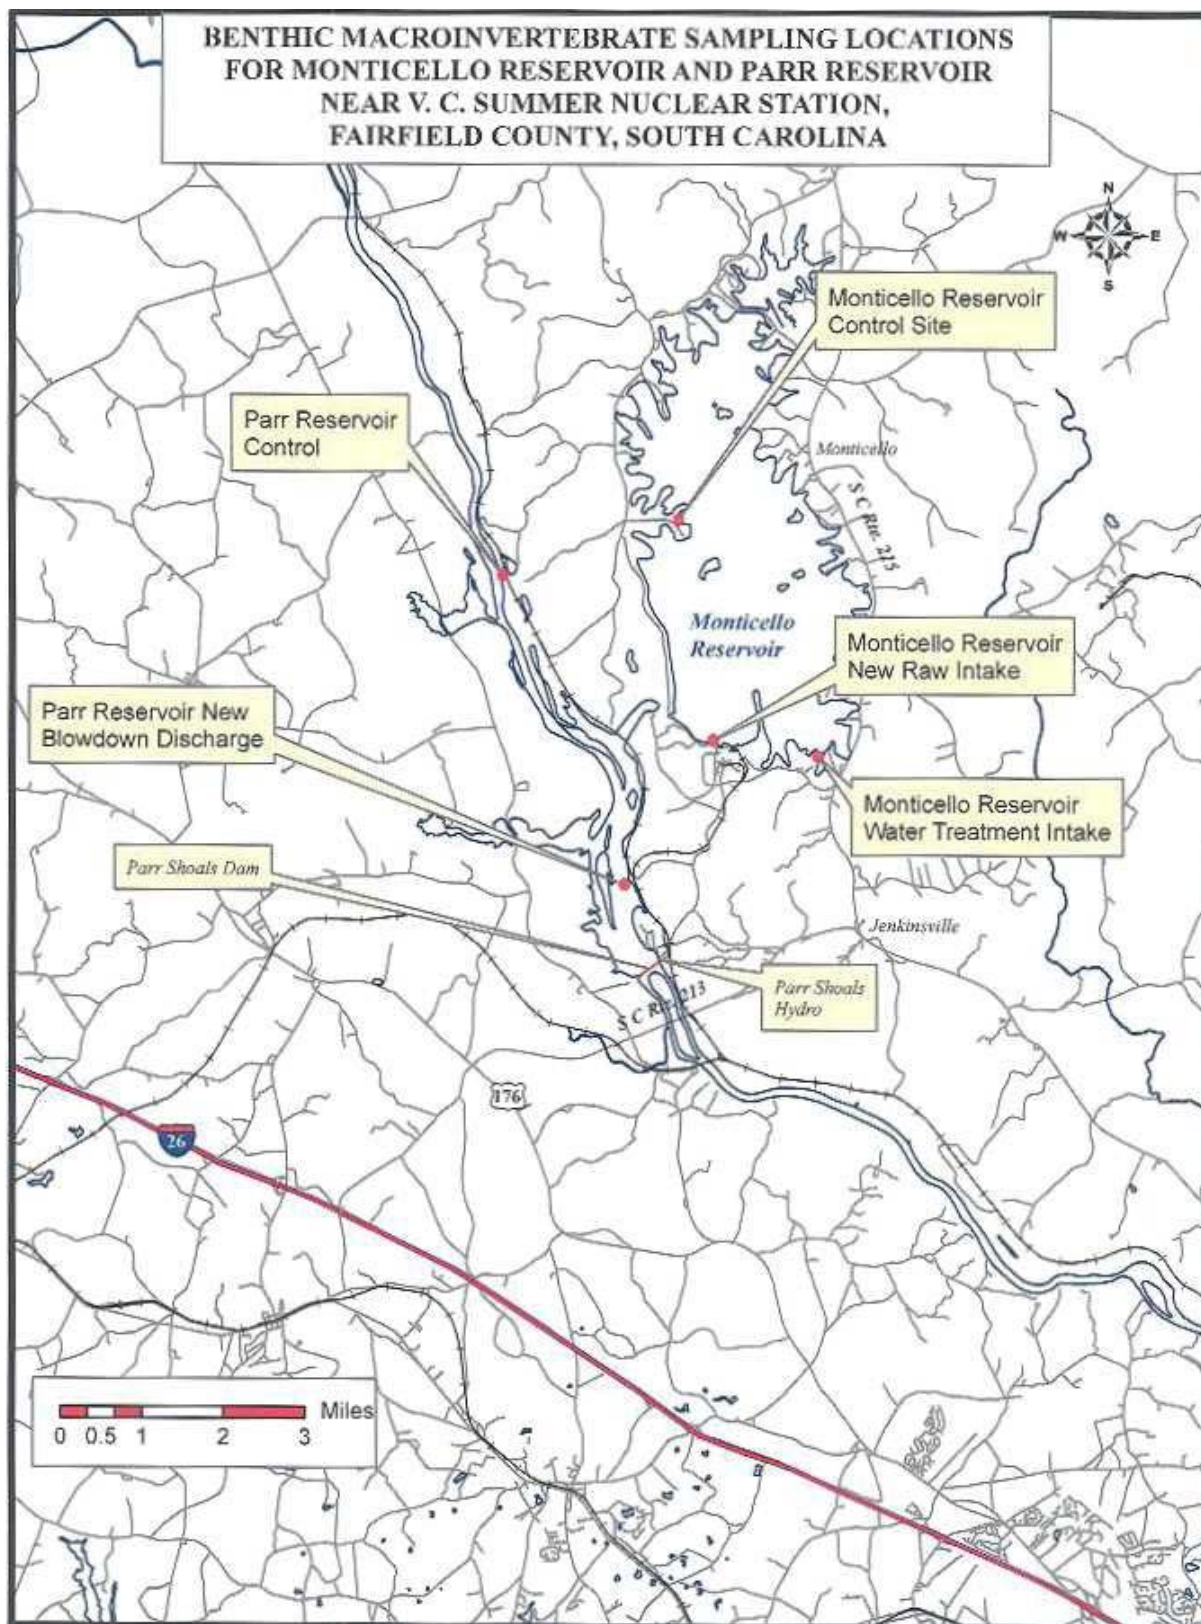 BENTHIC MACROINVERTEBRATE SAMPLING LOCATIONS
FOR MONTICELLO RESERVOIR AND PARR RESERVOIR
NEAR V. C. SUMMER NUCLEAR STATION,
FAIRFIELD COUNTY, SOUTH CAROLINA
N
W
E
S
Monticello Reservoir
Control Site
Parr Reservoir
Control
Monticello
S C Rte. 215
Monticello
Reservoir
Monticello Reservoir
New Raw Intake
Parr Reservoir New
Blowdown Discharge
Monticello Reservoir
Water Treatment Intake
Parr Shoals Dam
Jenkinsville
Parr Shoals
Hydro
S C Rte. 213
176
26
Miles
0 0.5 1 2 3